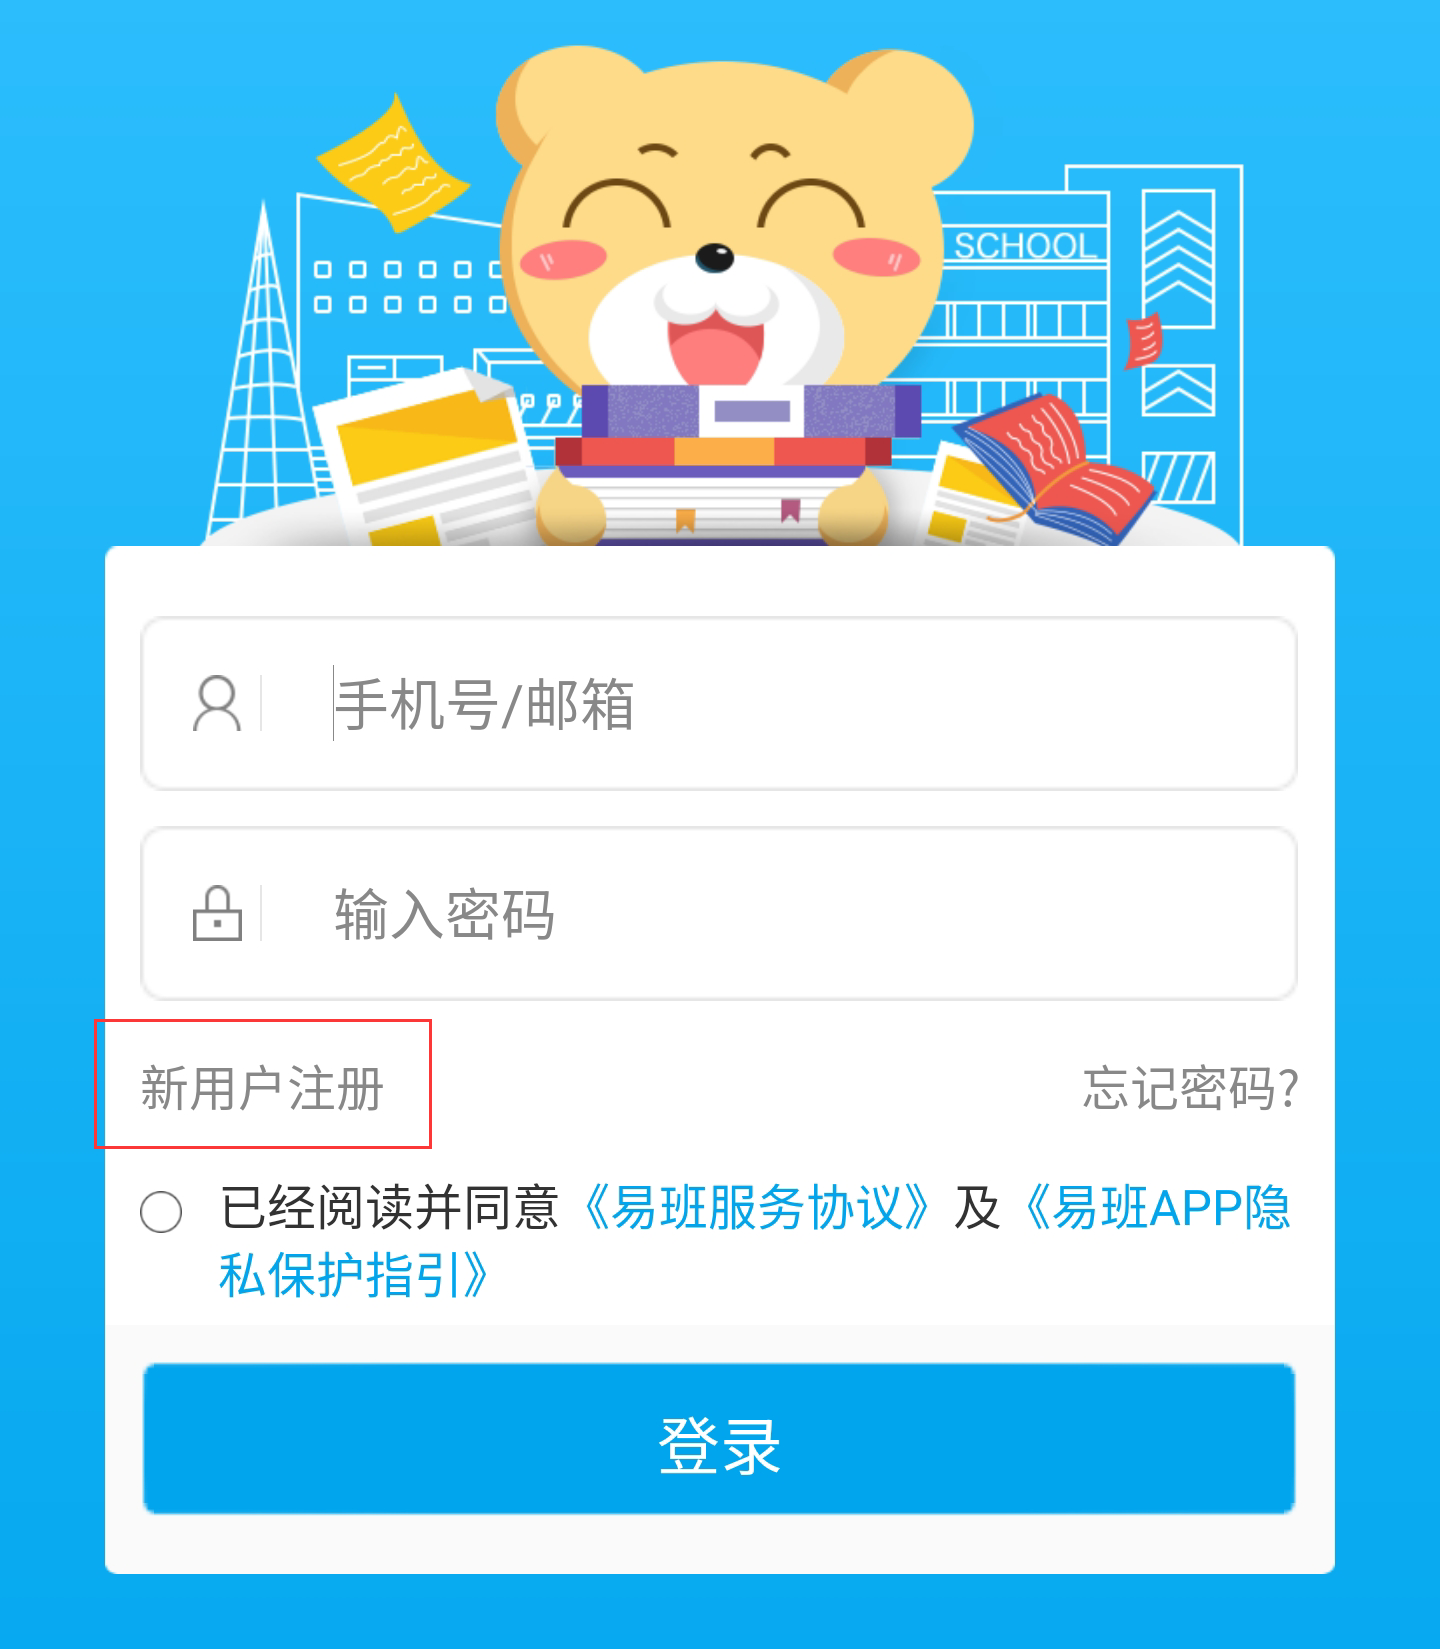 SCHOOL
手机号/邮箱
输入密码
新用户注册
忘记密码?
已经阅读并同意《易班服务协议》及《易班APP隐
私保护指引》
登录